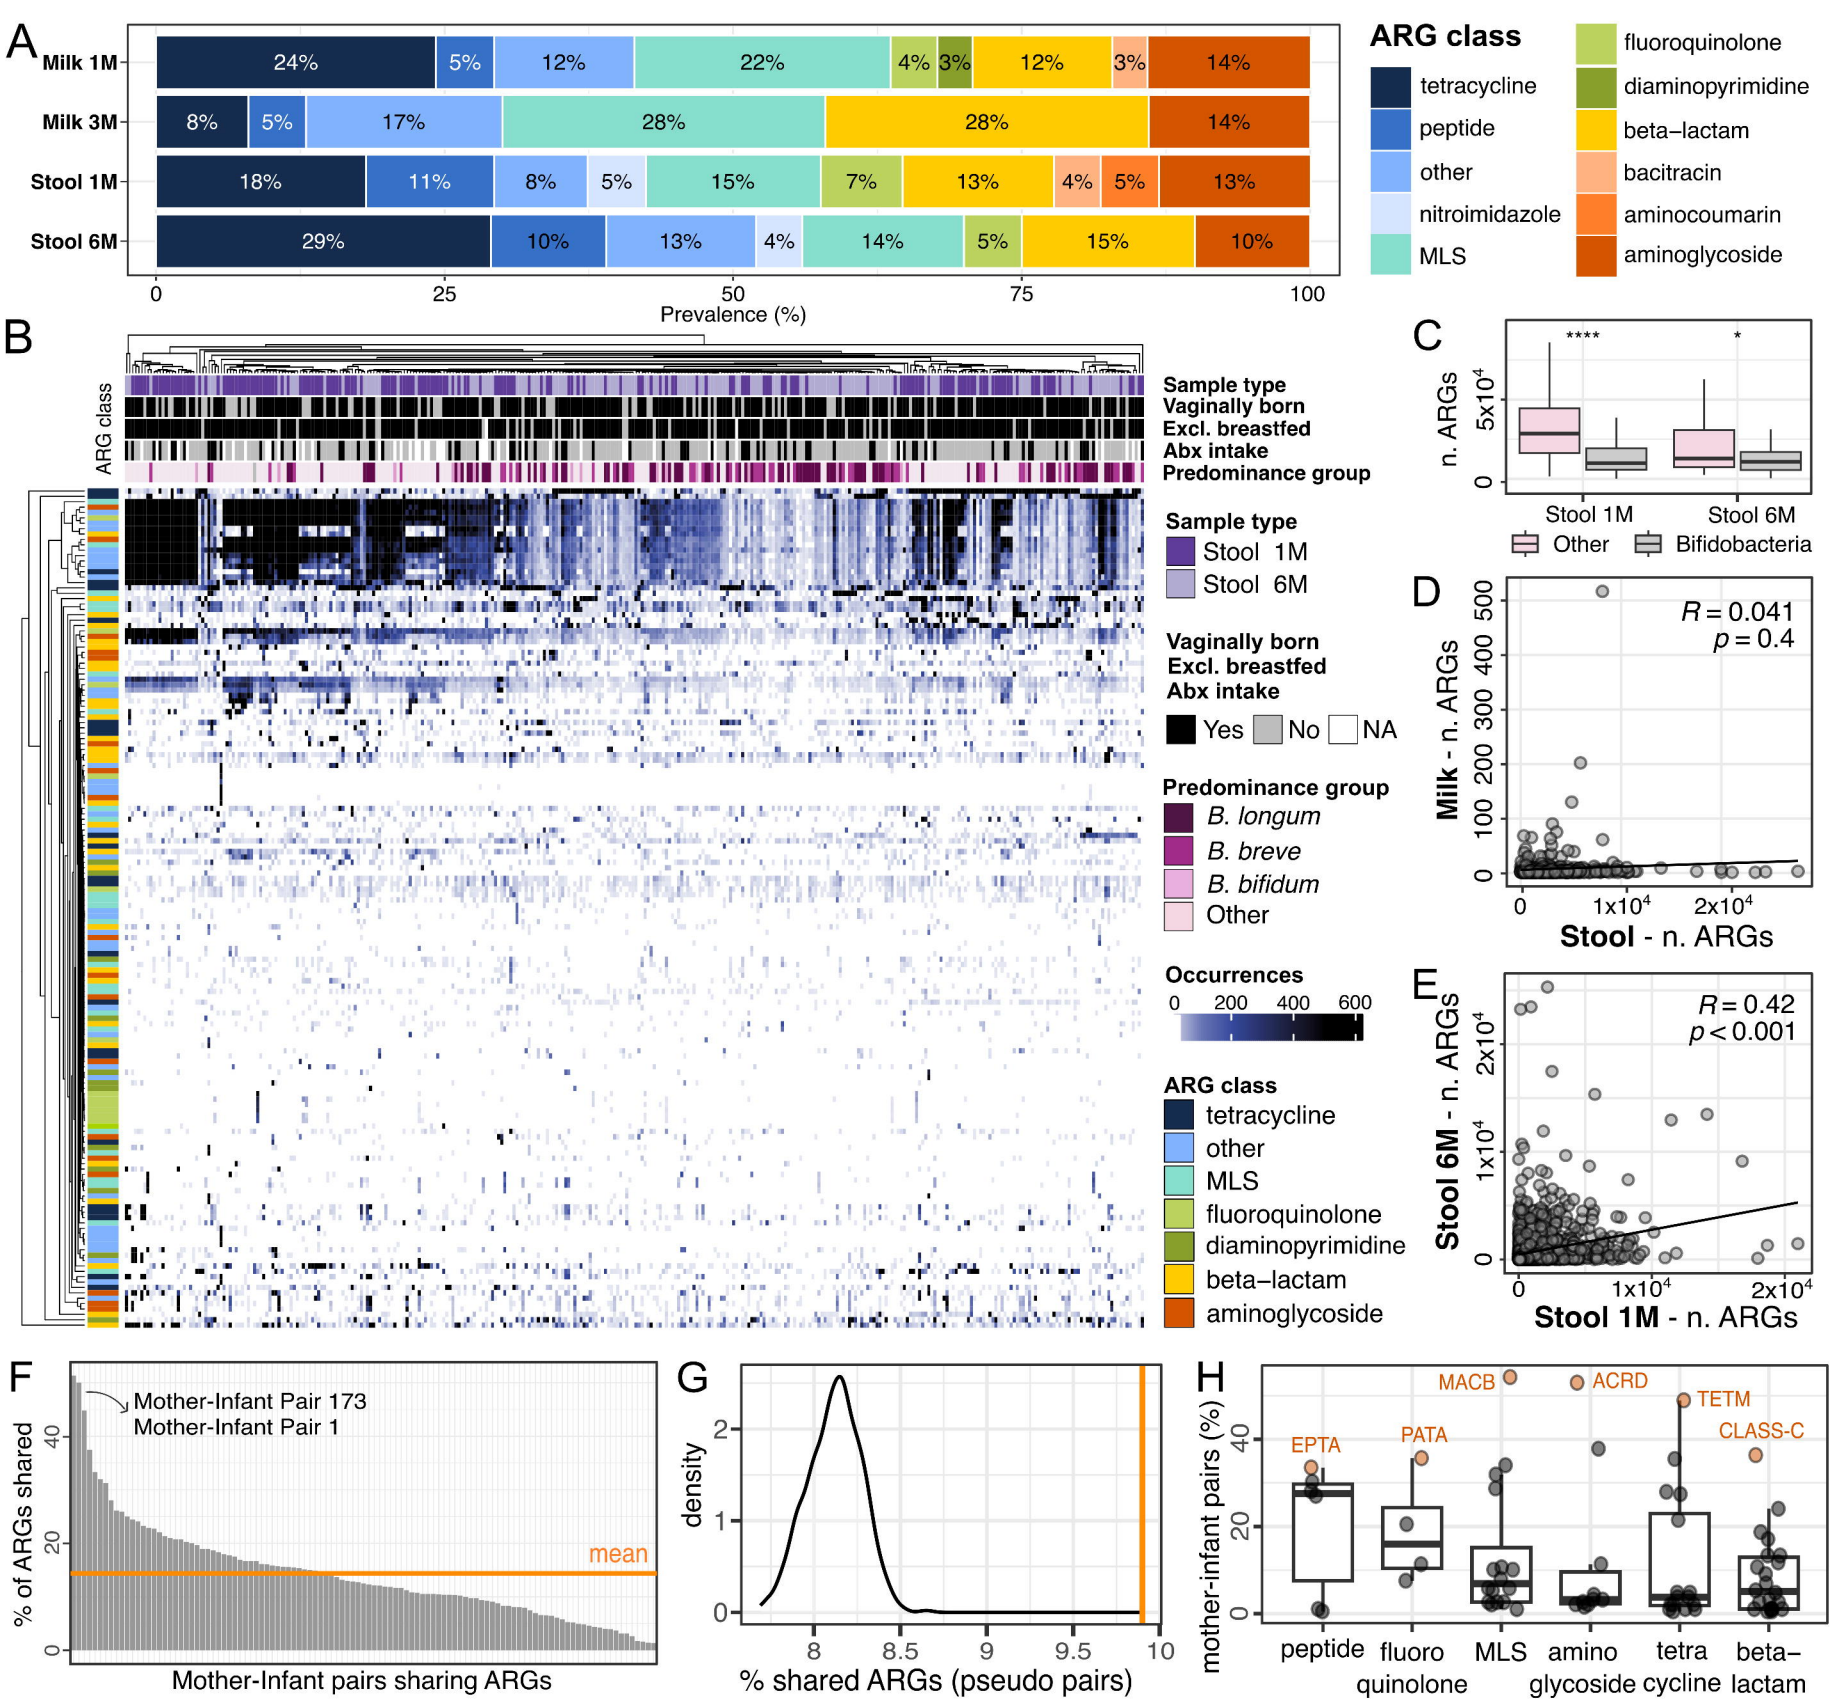 A
Milk 1M
24%
5%
12%
22%
4%
3%
12%
3%
14%
Milk 3M
8%
5%
17%
28%
28%
14%
Stool 1M
18%
11%
8%
5%
15%
7%
13%
4%
5%
13%
Stool 6M
29%
10%
13%
4%
14%
5%
15%
10%
0
25
50
75
100
Prevalence (%)
ARG class
tetracycline
peptide
other
nitroimidazole
MLS
fluoroquinolone
diaminopyrimidine
beta−lactam
bacitracin
aminocoumarin
aminoglycoside
B
ARG class
Sample type
Vaginally born
Excl. breastfed
Abx intake
Predominance group
Sample type
Stool 1M
Stool 6M
Vaginally born
Excl. breastfed
Abx intake
Yes
No
NA
Predominance group
B. longum
B. breve
B. bifidum
Other
Occurrences
0
200
400
600
ARG class
tetracycline
other
MLS
fluoroquinolone
diaminopyrimidine
beta−lactam
aminoglycoside
C
n. ARGs
5x10⁴
0
****
*
Stool 1M
Stool 6M
Other
Bifidobacteria
D
Milk - n. ARGs
500
400
300
200
100
0
R = 0.041
p = 0.4
0
1x10⁴
2x10⁴
Stool - n. ARGs
E
Stool 6M - n. ARGs
2x10⁴
1x10⁴
0
R = 0.42
p < 0.001
0
1x10⁴
2x10⁴
Stool 1M - n. ARGs
F
% of ARGs shared
40
20
0
Mother-Infant Pair 173
Mother-Infant Pair 1
mean
Mother-Infant pairs sharing ARGs
G
density
2
1
0
8
8.5
9
9.5
10
% shared ARGs (pseudo pairs)
H
mother-infant pairs (%)
40
20
0
EPTA
PATA
MACB
ACRD
TETM
CLASS-C
peptide
fluoro
quinolone
MLS
amino
glycoside
tetra
cycline
beta−
lactam